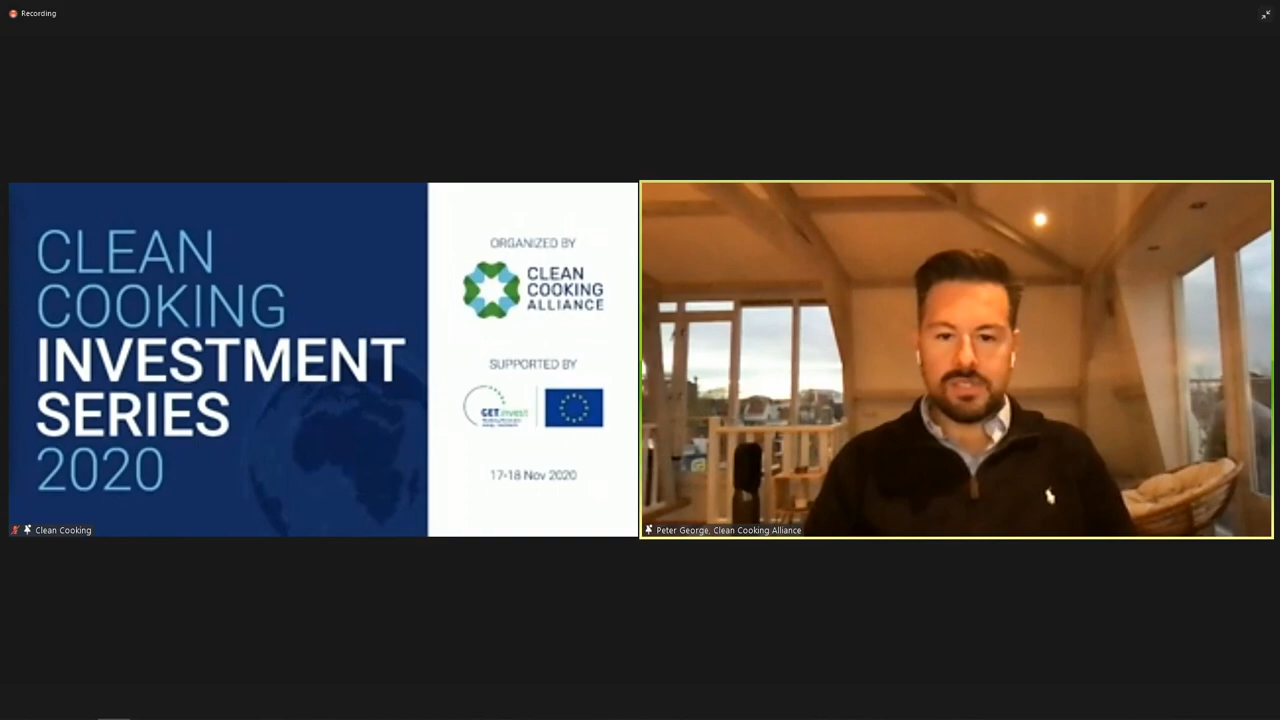 Recording
CLEAN
COOKING
INVESTMENT
SERIES
2020
ORGANIZED BY
CLEAN
COOKING
ALLIANCE
SUPPORTED BY
GET.invest
17-18 Nov 2020
Clean Cooking
Peter George, Clean Cooking Alliance